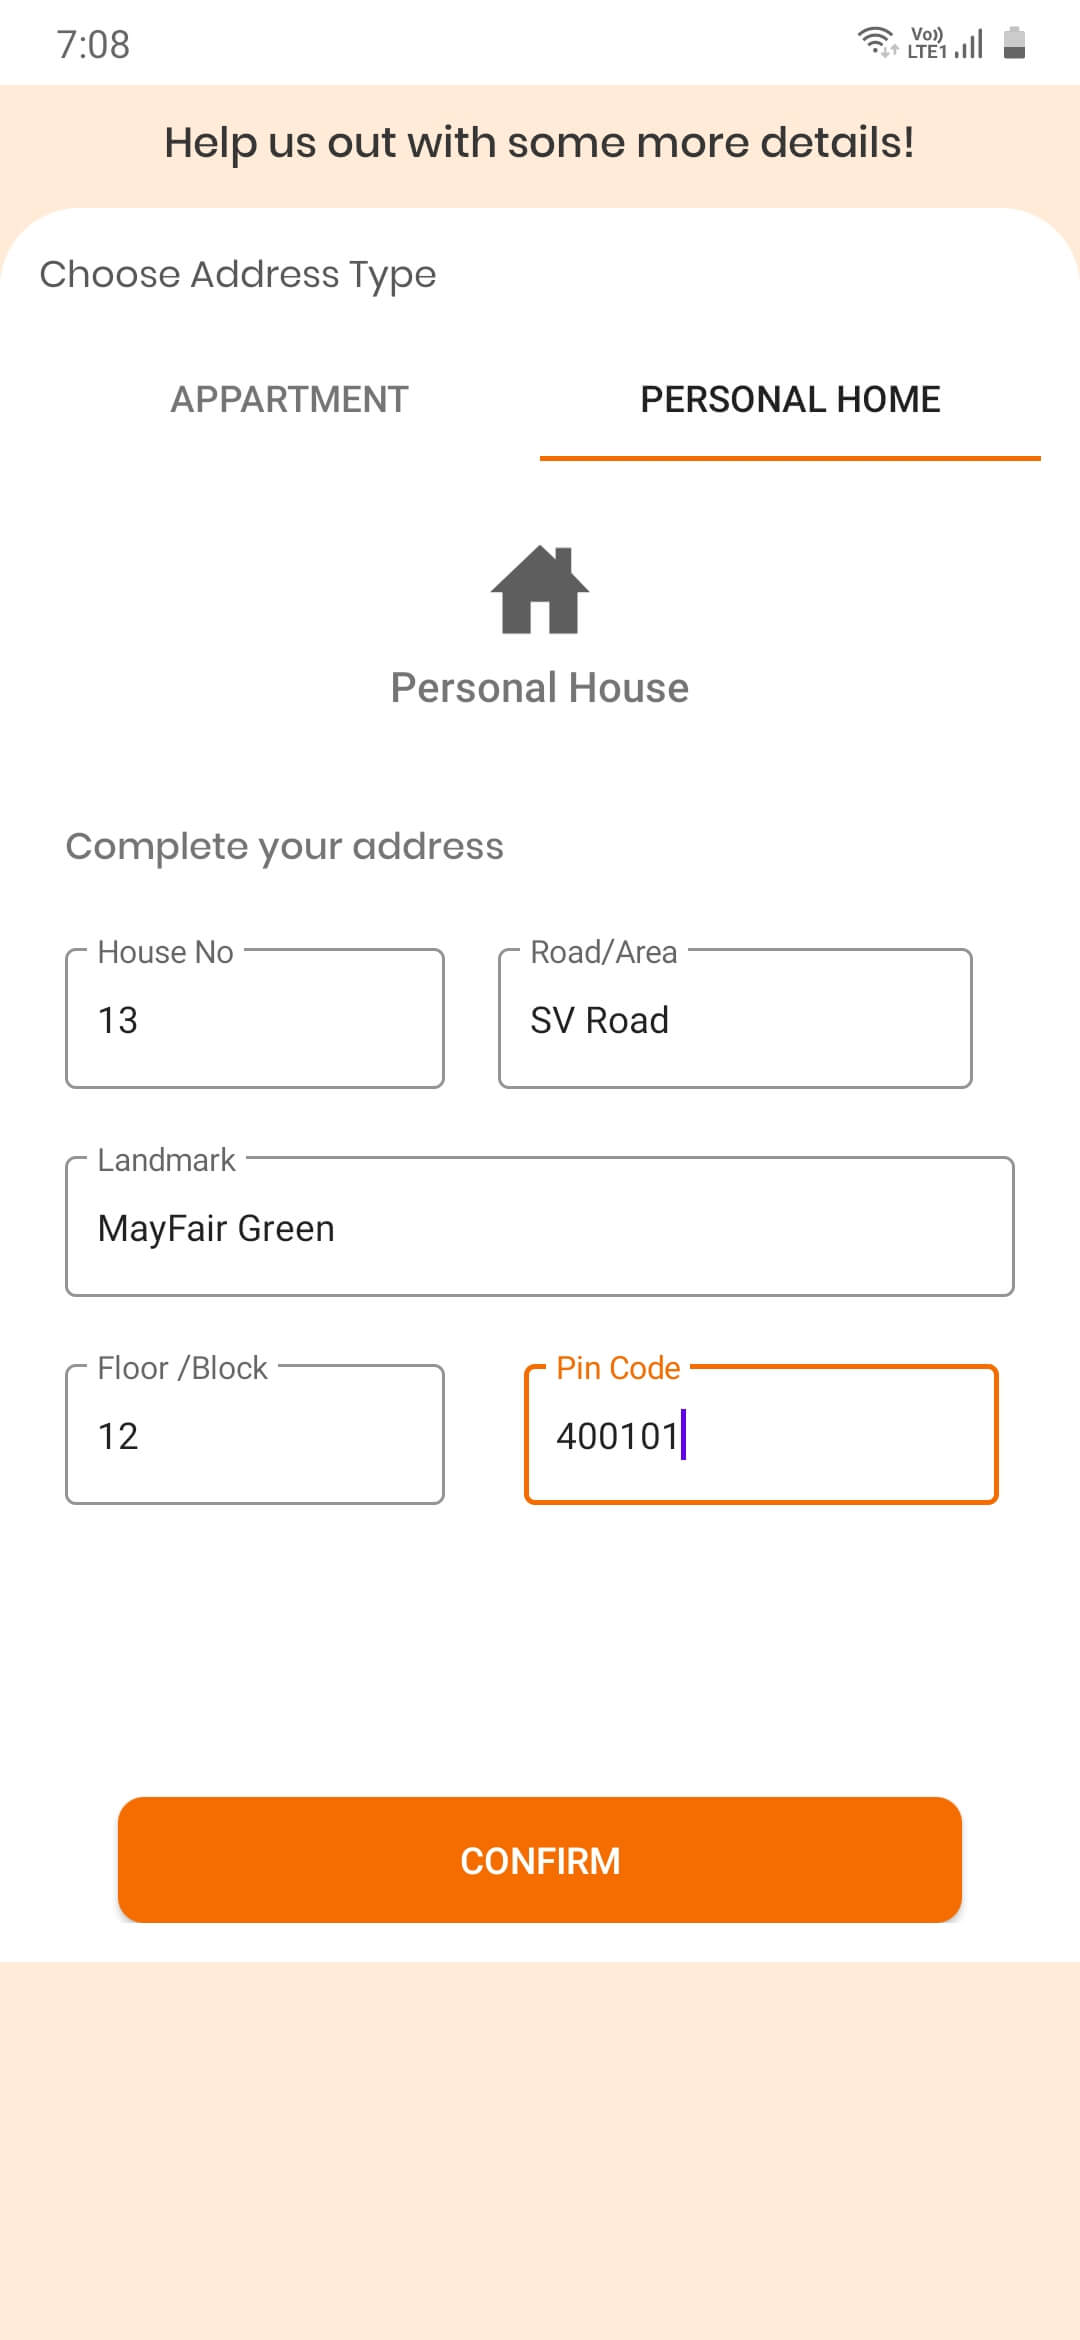 7:08 Vo)) LTE1
Help us out with some more details!
Choose Address Type
APPARTMENT PERSONAL HOME
Personal House
Complete your address
House No Road/Area
13 SV Road
Landmark
MayFair Green
Floor /Block Pin Code
12 400101
CONFIRM